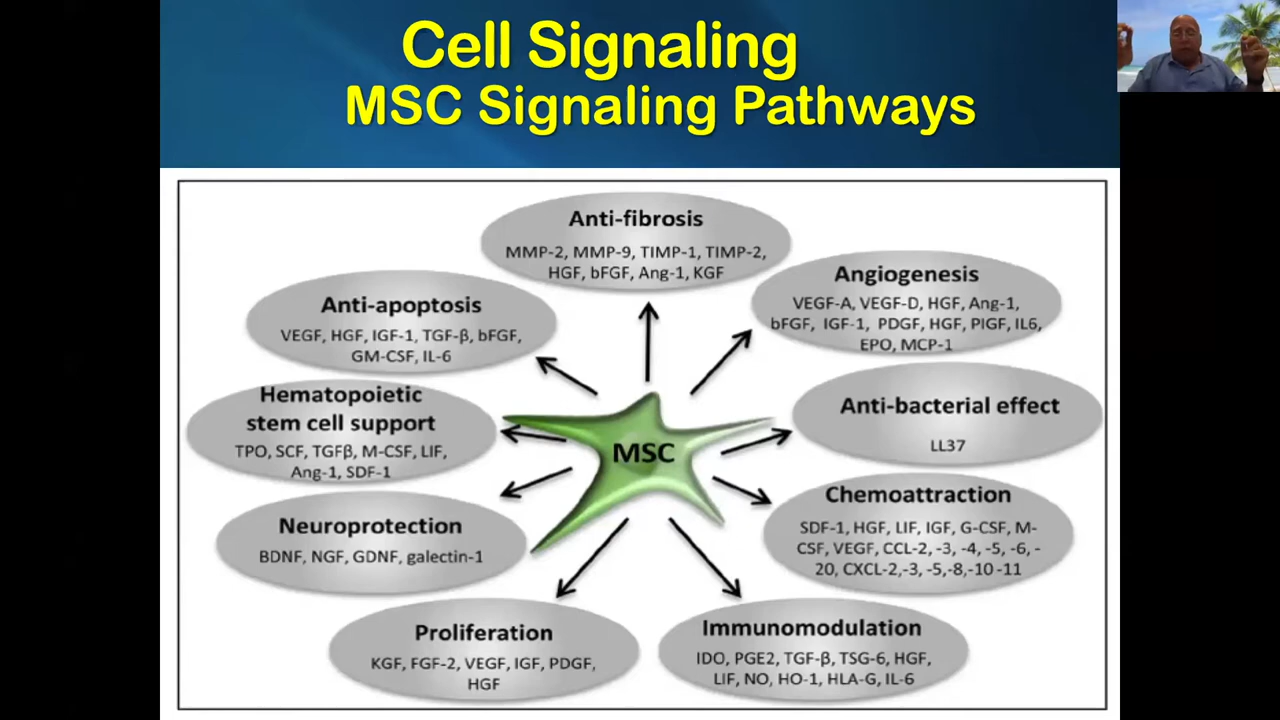 Cell Signaling
MSC Signaling Pathways
Anti-fibrosis
MMP-2, MMP-9, TIMP-1, TIMP-2,
HGF, bFGF, Ang-1, KGF
Angiogenesis
VEGF-A, VEGF-D, HGF, Ang-1,
bFGF, IGF-1, PDGF, HGF, PlGF, IL6,
EPO, MCP-1
Anti-apoptosis
VEGF, HGF, IGF-1, TGF-β, bFGF,
GM-CSF, IL-6
Hematopoietic
stem cell support
TPO, SCF, TGFβ, M-CSF, LIF,
Ang-1, SDF-1
Anti-bacterial effect
LL37
MSC
Chemoattraction
SDF-1, HGF, LIF, IGF, G-CSF, M-
CSF, VEGF, CCL-2, -3, -4, -5, -6, -
20, CXCL-2,-3, -5,-8,-10 -11
Neuroprotection
BDNF, NGF, GDNF, galectin-1
Proliferation
KGF, FGF-2, VEGF, IGF, PDGF,
HGF
Immunomodulation
IDO, PGE2, TGF-β, TSG-6, HGF,
LIF, NO, HO-1, HLA-G, IL-6